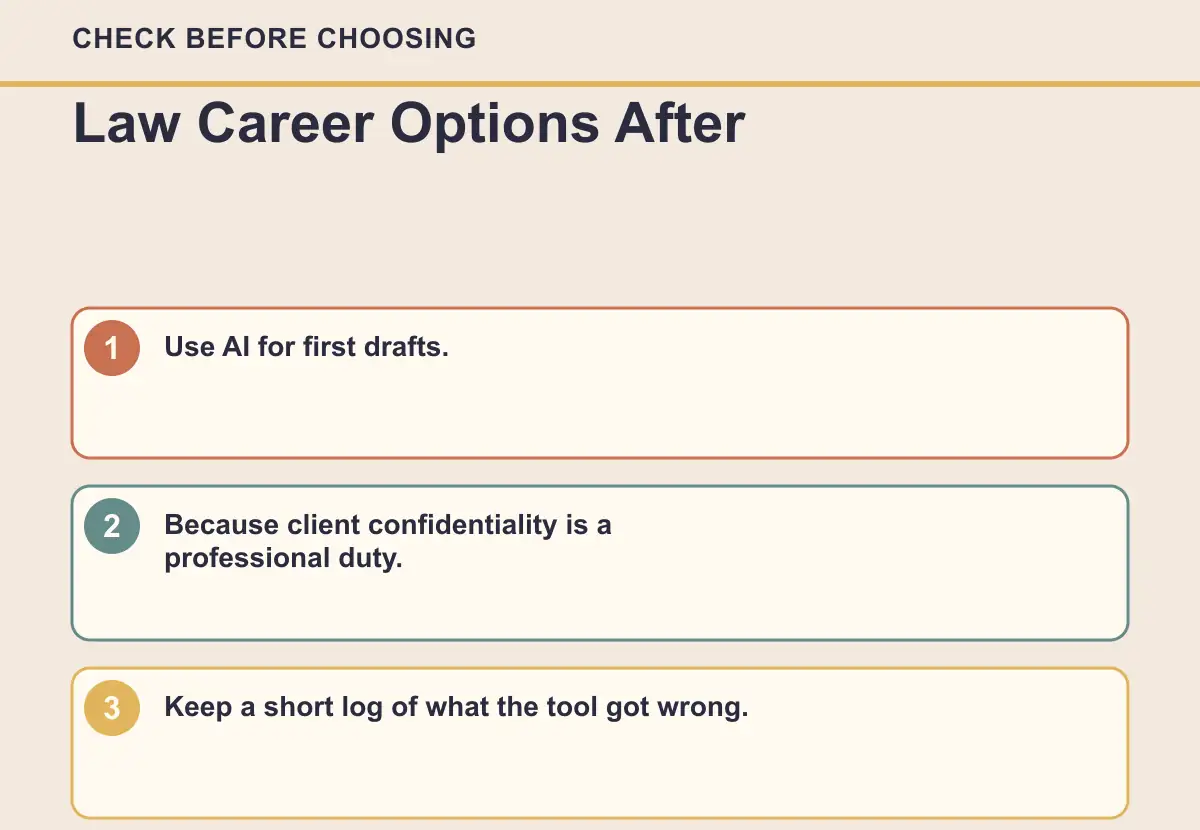 CHECK BEFORE CHOOSING
Law Career Options After
1
Use AI for first drafts.
2
Because client confidentiality is a
professional duty.
3
Keep a short log of what the tool got wrong.